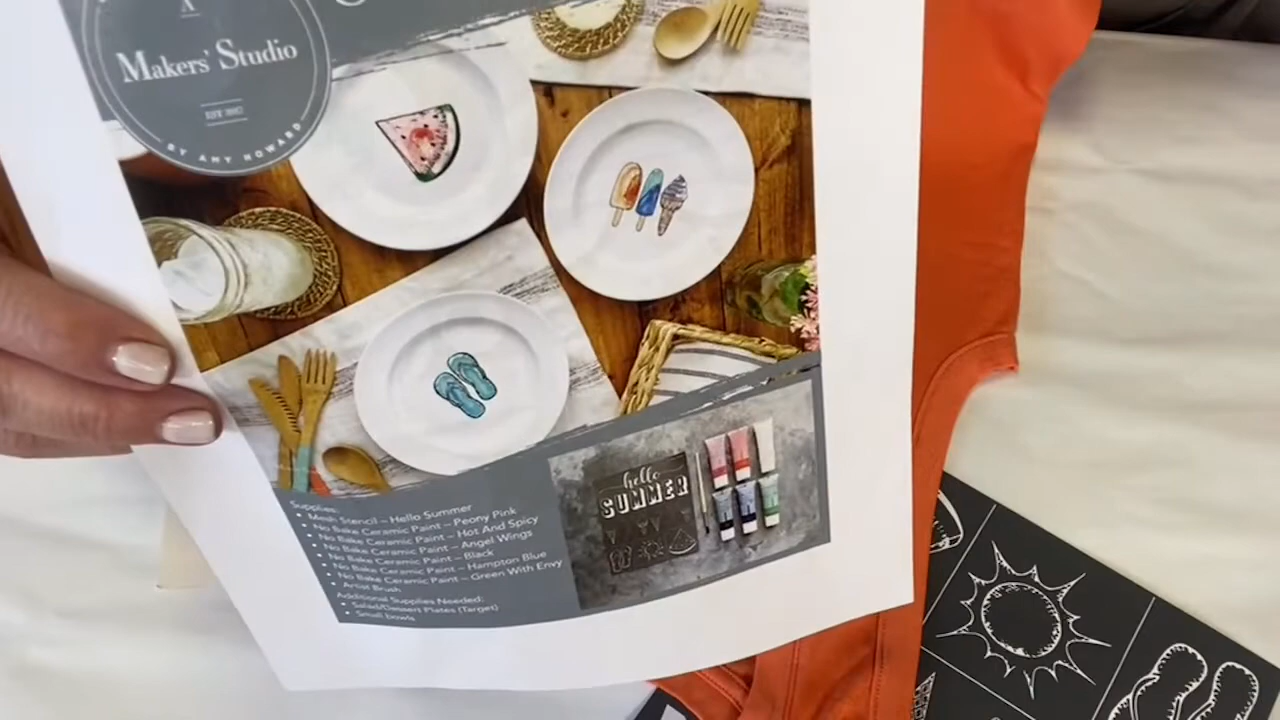 A
Makers' Studio
BY AMY HOWARD
hello
SUMMER
Supplies:
• Mesh Stencil – Hello Summer
• No Bake Ceramic Paint – Peony Pink
• No Bake Ceramic Paint – Hot And Spicy
• No Bake Ceramic Paint – Angel Wings
• No Bake Ceramic Paint – Black
• No Bake Ceramic Paint – Hampton Blue
• No Bake Ceramic Paint – Green With Envy
• Artist Brush
Additional Supplies Needed:
• Salad/Dessert Plates (Target)
• Small bowls